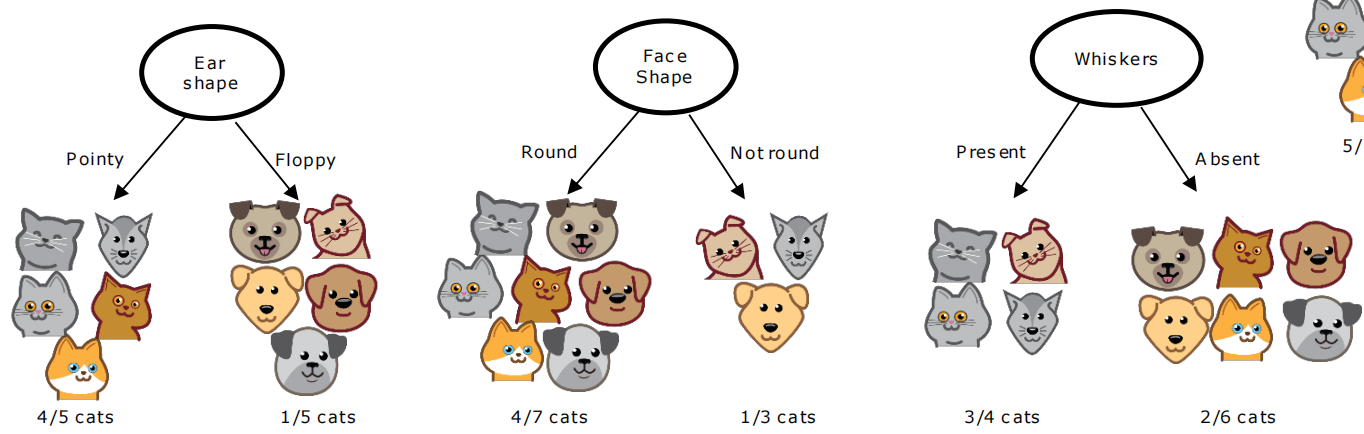 Ear
shape
Face
Shape
Whiskers
Pointy
Floppy
Round
Not round
Present
Absent
5/
4/5 cats
1/5 cats
4/7 cats
1/3 cats
3/4 cats
2/6 cats